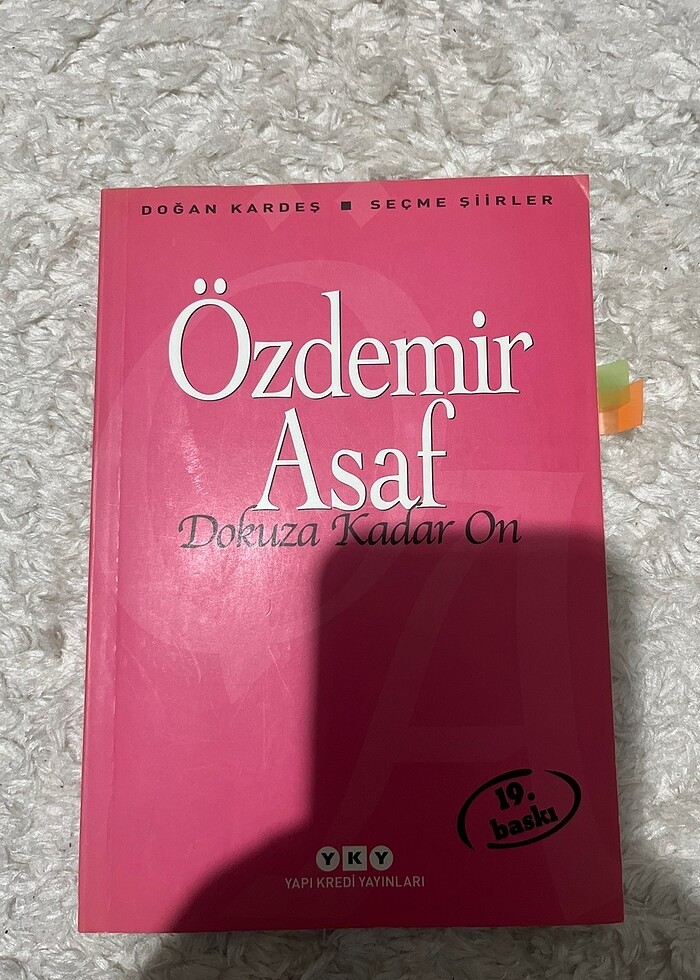 DOĞAN KARDEŞ ■ SEÇME ŞİİRLER
Özdemir
Asaf
Dokuza Kadar On
19.
baskı
YKY
YAPI KREDİ YAYINLARI